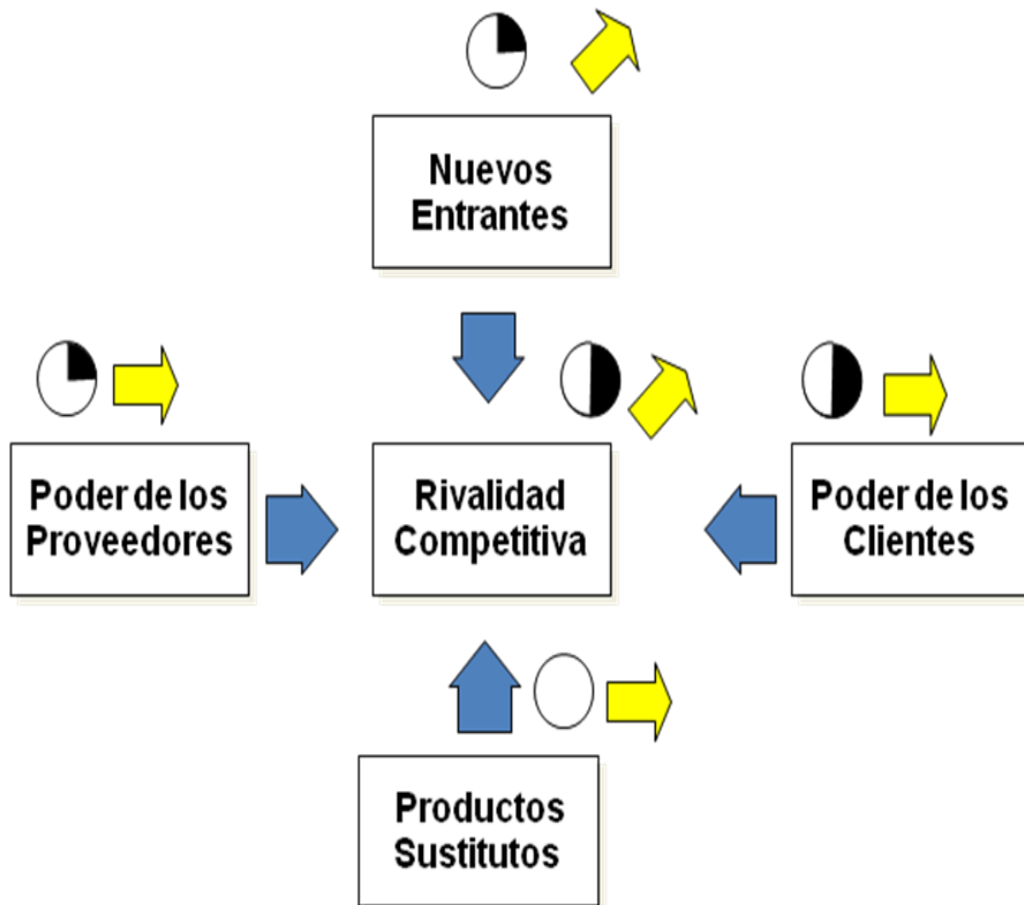 Nuevos
Entrantes
Poder de los
Proveedores
Rivalidad
Competitiva
Poder de los
Clientes
Productos
Sustitutos